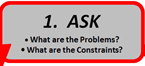 1. ASK
• What are the Problems?
• What are the Constraints?